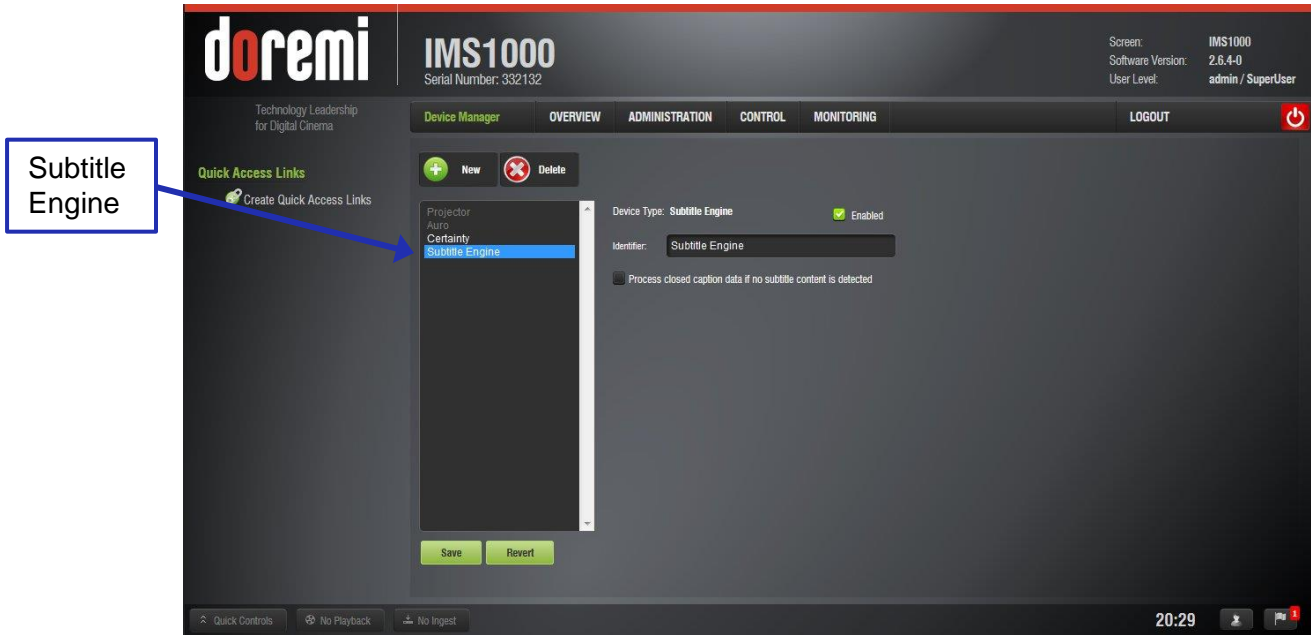 doremi
Technology Leadership
for Digital Cinema
IMS1000
Serial Number: 332132
Screen: IMS1000
Software Version: 2.6.4-0
User Level: admin / SuperUser
Device Manager OVERVIEW ADMINISTRATION CONTROL MONITORING LOGOUT
Subtitle
Engine
Quick Access Links
Create Quick Access Links
New Delete
Projector
Auro
Certainty
Subtitle Engine
Device Type: Subtitle Engine Enabled
Identifier: Subtitle Engine
Process closed caption data if no subtitle content is detected
Save Revert
Quick Controls No Playback No Ingest 20:29 1